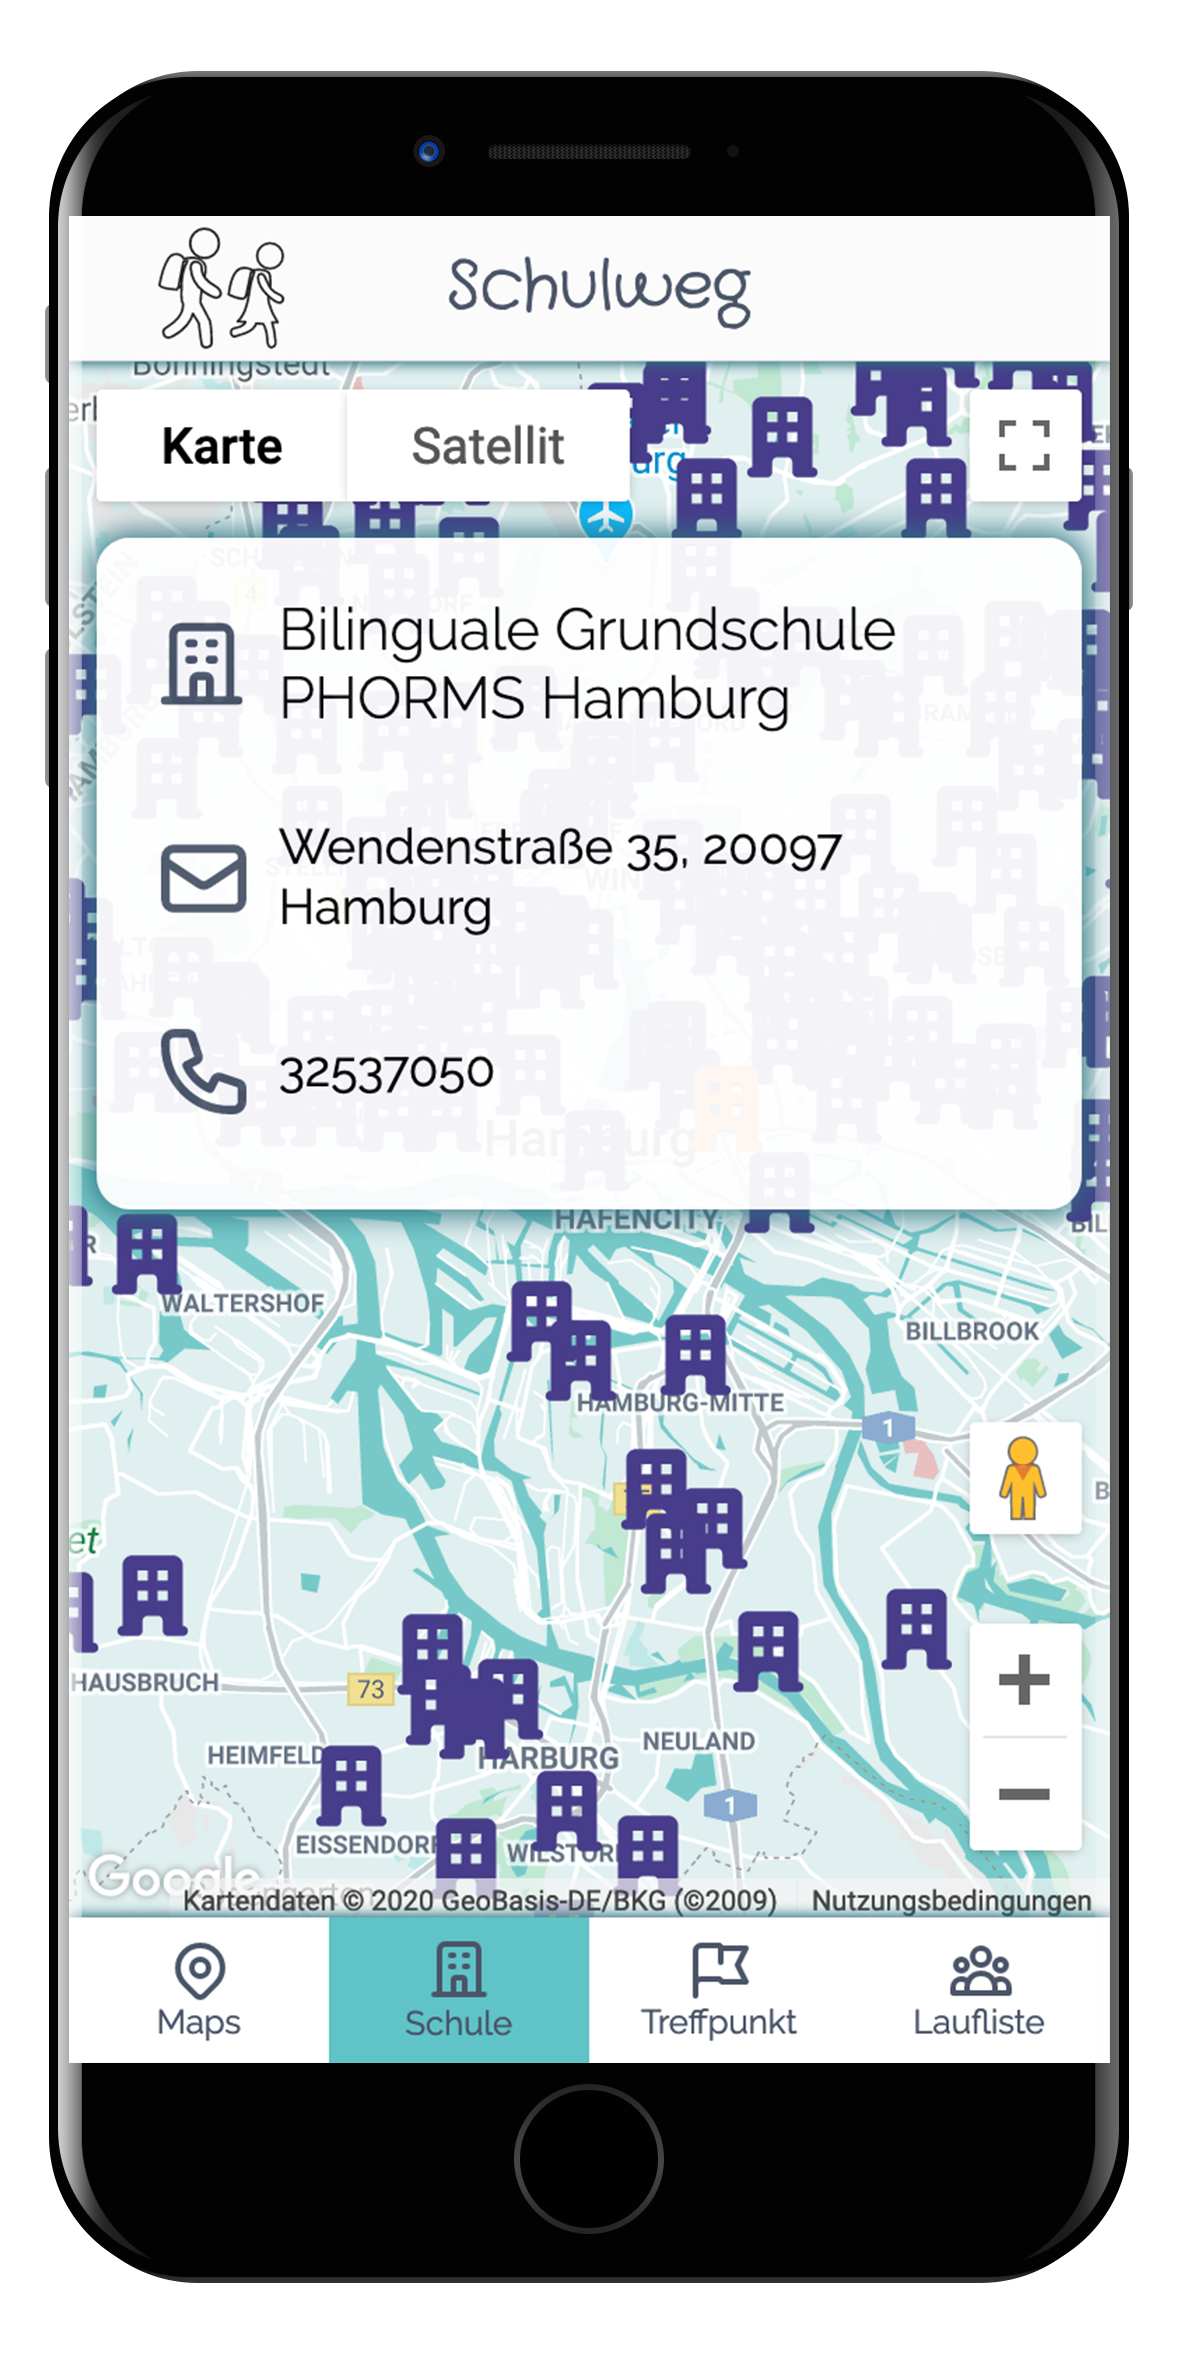 Schulweg
Bönningstedt
Karte
Satellit
Bilinguale Grundschule
PHORMS Hamburg
Wendenstraße 35, 20097
Hamburg
32537050
Hamburg
HAFENCITY
WALTERSHOF
BILLBROOK
HAMBURG-MITTE
1
HAUSBRUCH
73
HEIMFELD
HARBURG
NEULAND
1
EISSENDORF
WILSTORF
Google
Kartendaten © 2020 GeoBasis-DE/BKG (©2009)
Nutzungsbedingungen
Maps
Schule
Treffpunkt
Laufliste